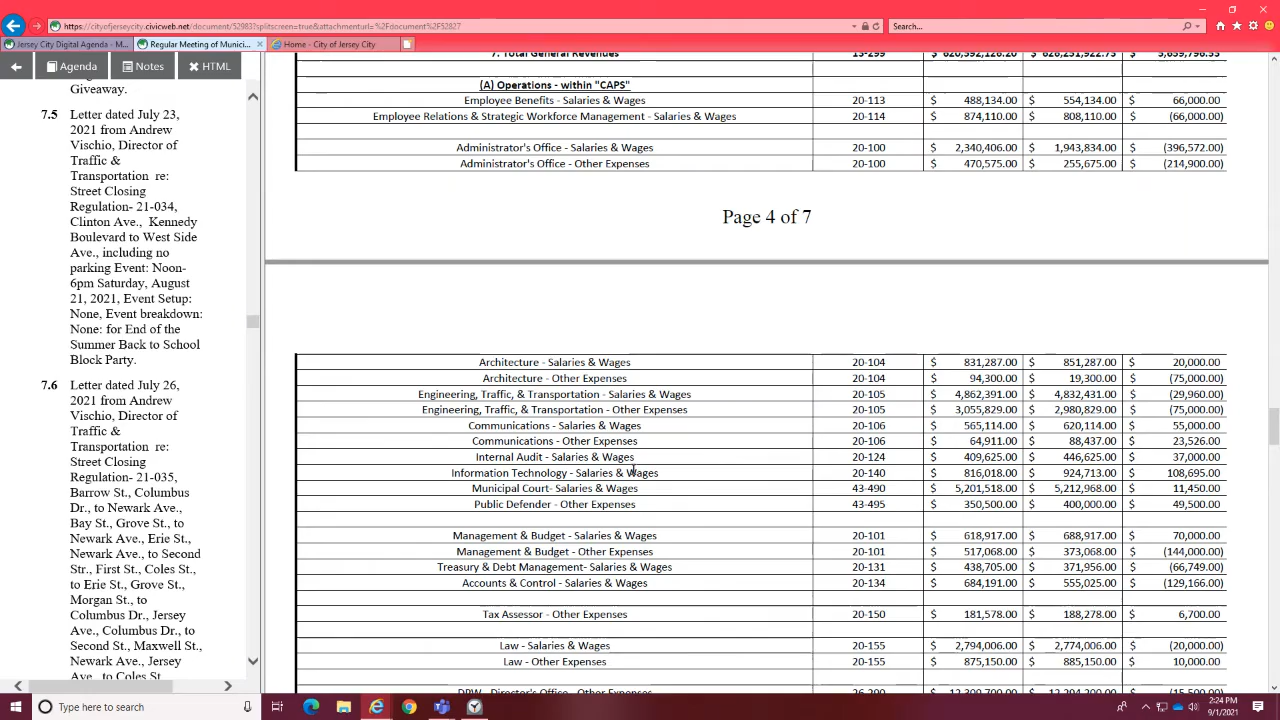 https://cityofjerseycity.civicweb.net/document/52983?splitscreen=true&attachmenturl=%2Fdocument%2F52827
Search...
Jersey City Digital Agenda - M...
Regular Meeting of Munici...
Home - City of Jersey City
Agenda Notes HTML
Giveaway.
7.5 Letter dated July 23,
2021 from Andrew
Vischio, Director of
Traffic &
Transportation re:
Street Closing
Regulation- 21-034,
Clinton Ave., Kennedy
Boulevard to West Side
Ave., including no
parking Event: Noon-
6pm Saturday, August
21, 2021, Event Setup:
None, Event breakdown:
None: for End of the
Summer Back to School
Block Party.
7.6 Letter dated July 26,
2021 from Andrew
Vischio, Director of
Traffic &
Transportation re:
Street Closing
Regulation- 21-035,
Barrow St., Columbus
Dr., to Newark Ave.,
Bay St., Grove St., to
Newark Ave., Erie St.,
Newark Ave., to Second
Str., First St., Coles St.,
to Erie St., Grove St.,
Morgan St., to
Columbus Dr., Jersey
Ave., Columbus Dr., to
Second St., Maxwell St.,
Newark Ave., Jersey
Ave., to Coles St.
7. Total General Revenues 13-299
(A) Operations - within "CAPS"
Employee Benefits - Salaries & Wages 20-113 $ 488,134.00 $ 554,134.00 $ 66,000.00
Employee Relations & Strategic Workforce Management - Salaries & Wages 20-114 $ 874,110.00 $ 808,110.00 $ (66,000.00)
Administrator's Office - Salaries & Wages 20-100 $ 2,340,406.00 $ 1,943,834.00 $ (396,572.00)
Administrator's Office - Other Expenses 20-100 $ 470,575.00 $ 255,675.00 $ (214,900.00)
Page 4 of 7
Architecture - Salaries & Wages 20-104 $ 831,287.00 $ 851,287.00 $ 20,000.00
Architecture - Other Expenses 20-104 $ 94,300.00 $ 19,300.00 $ (75,000.00)
Engineering, Traffic, & Transportation - Salaries & Wages 20-105 $ 4,862,391.00 $ 4,832,431.00 $ (29,960.00)
Engineering, Traffic, & Transportation - Other Expenses 20-105 $ 3,055,829.00 $ 2,980,829.00 $ (75,000.00)
Communications - Salaries & Wages 20-106 $ 565,114.00 $ 620,114.00 $ 55,000.00
Communications - Other Expenses 20-106 $ 64,911.00 $ 88,437.00 $ 23,526.00
Internal Audit - Salaries & Wages 20-124 $ 409,625.00 $ 446,625.00 $ 37,000.00
Information Technology - Salaries & Wages 20-140 $ 816,018.00 $ 924,713.00 $ 108,695.00
Municipal Court- Salaries & Wages 43-490 $ 5,201,518.00 $ 5,212,968.00 $ 11,450.00
Public Defender - Other Expenses 43-495 $ 350,500.00 $ 400,000.00 $ 49,500.00
Management & Budget - Salaries & Wages 20-101 $ 618,917.00 $ 688,917.00 $ 70,000.00
Management & Budget - Other Expenses 20-101 $ 517,068.00 $ 373,068.00 $ (144,000.00)
Treasury & Debt Management- Salaries & Wages 20-131 $ 438,705.00 $ 371,956.00 $ (66,749.00)
Accounts & Control - Salaries & Wages 20-134 $ 684,191.00 $ 555,025.00 $ (129,166.00)
Tax Assessor - Other Expenses 20-150 $ 181,578.00 $ 188,278.00 $ 6,700.00
Law - Salaries & Wages 20-155 $ 2,794,006.00 $ 2,774,006.00 $ (20,000.00)
Law - Other Expenses 20-155 $ 875,150.00 $ 885,150.00 $ 10,000.00
DPW - Director's Office - Other Expenses
Type here to search
2:24 PM
9/1/2021